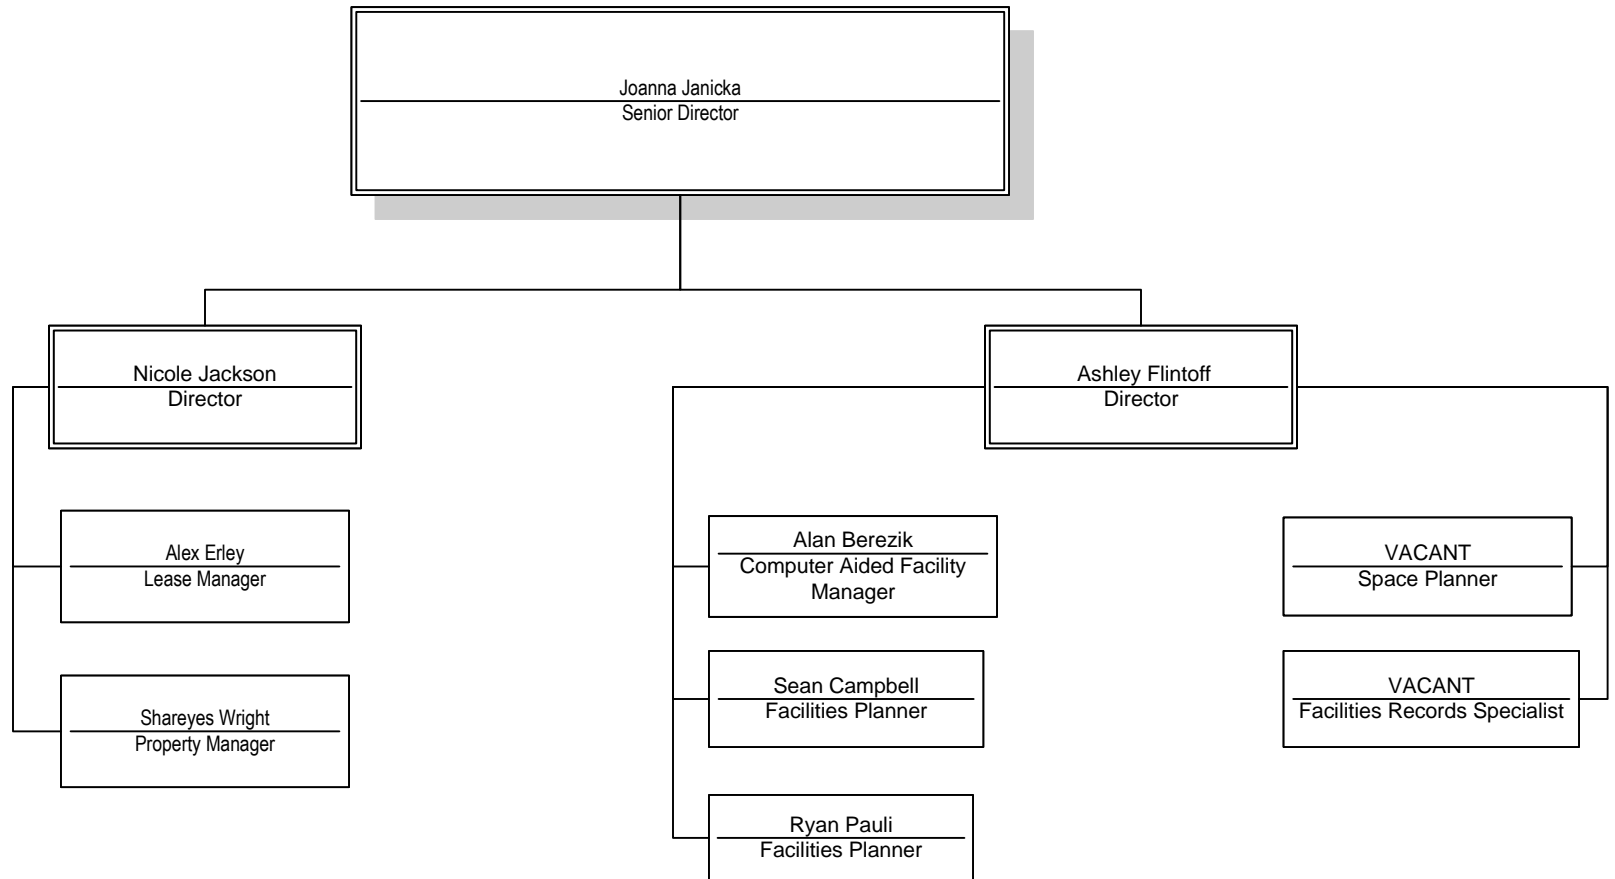 Joanna Janicka
Senior Director
Nicole Jackson
Director
Ashley Flintoff
Director
Alex Erley
Lease Manager
Shareyes Wright
Property Manager
Alan Berezik
Computer Aided Facility
Manager
Sean Campbell
Facilities Planner
Ryan Pauli
Facilities Planner
VACANT
Space Planner
VACANT
Facilities Records Specialist